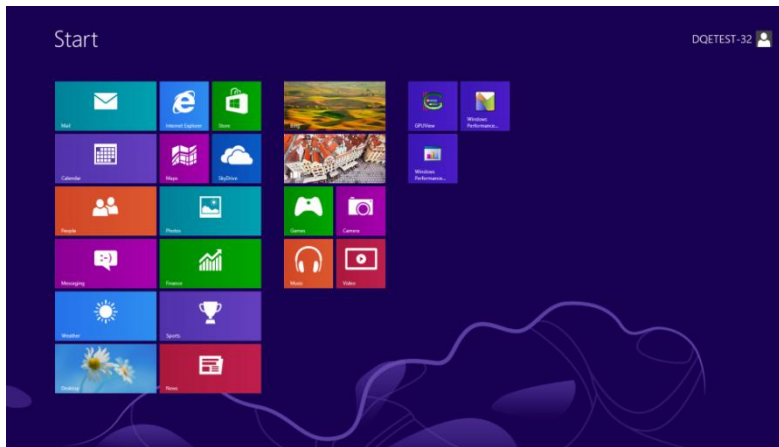 Start
DQETEST-32
Mail
Internet Explorer
Store
Calendar
Maps
SkyDrive
People
Photos
Messaging
Finance
Weather
Sports
Desktop
News
Bing
Games
Camera
Music
Video
GPUView
Windows
Performance...
Windows
Performance...